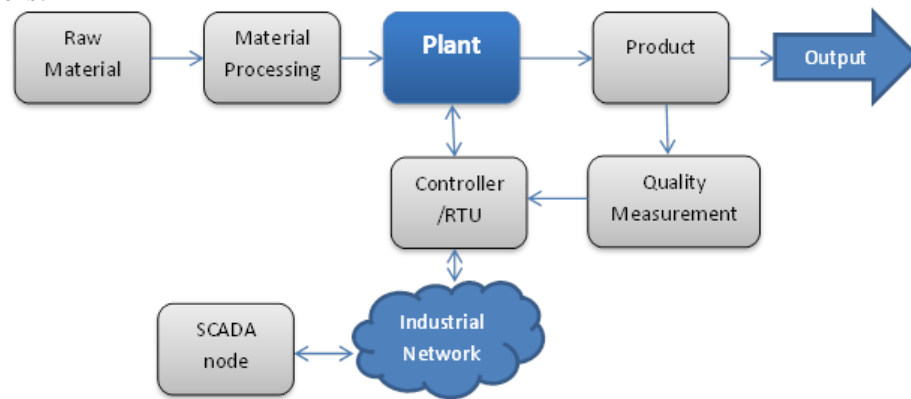 Raw
Material
Material
Processing
Plant
Product
Output
Controller
/RTU
Quality
Measurement
Industrial
Network
SCADA
node